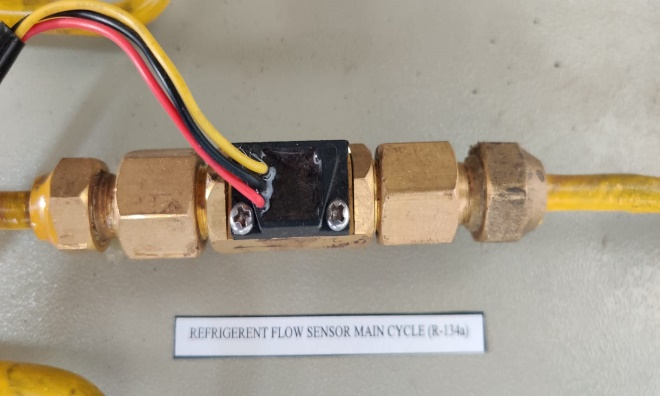 REFRIGERENT FLOW SENSOR MAIN CYCLE (R-134a)